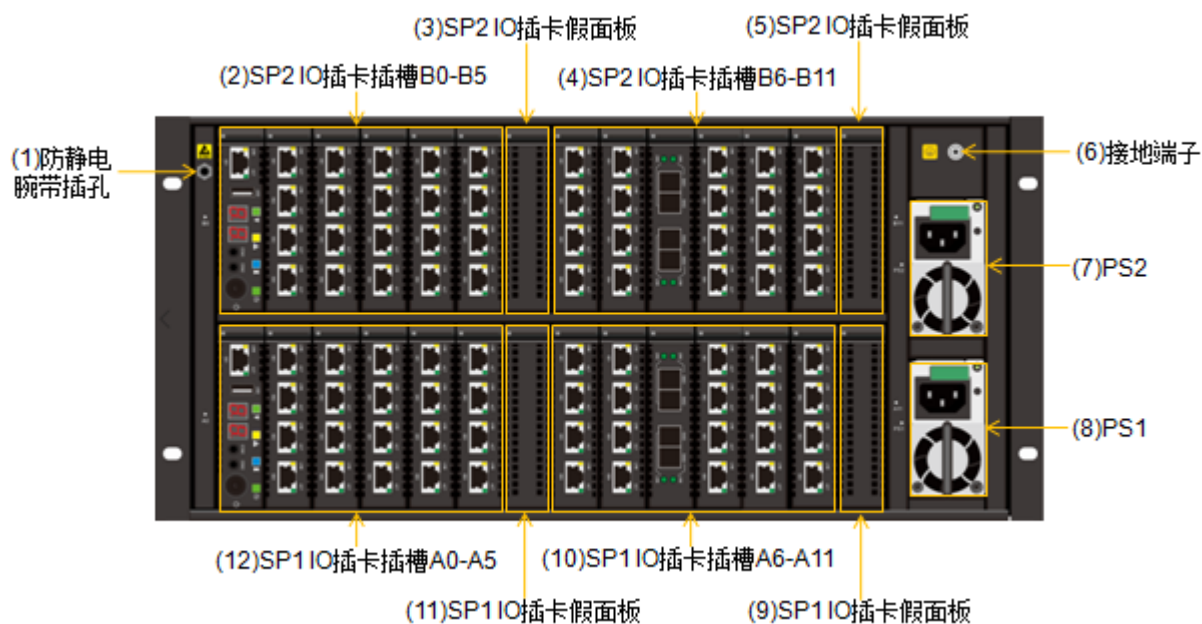 (3)SP2 IO插卡假面板
(5)SP2 IO插卡假面板
(2)SP2 IO插卡插槽B0-B5
(4)SP2 IO插卡插槽B6-B11
(1)防静电
腕带插孔
(6)接地端子
(7)PS2
(8)PS1
(12)SP1 IO插卡插槽A0-A5
(10)SP1 IO插卡插槽A6-A11
(11)SP1 IO插卡假面板
(9)SP1 IO插卡假面板